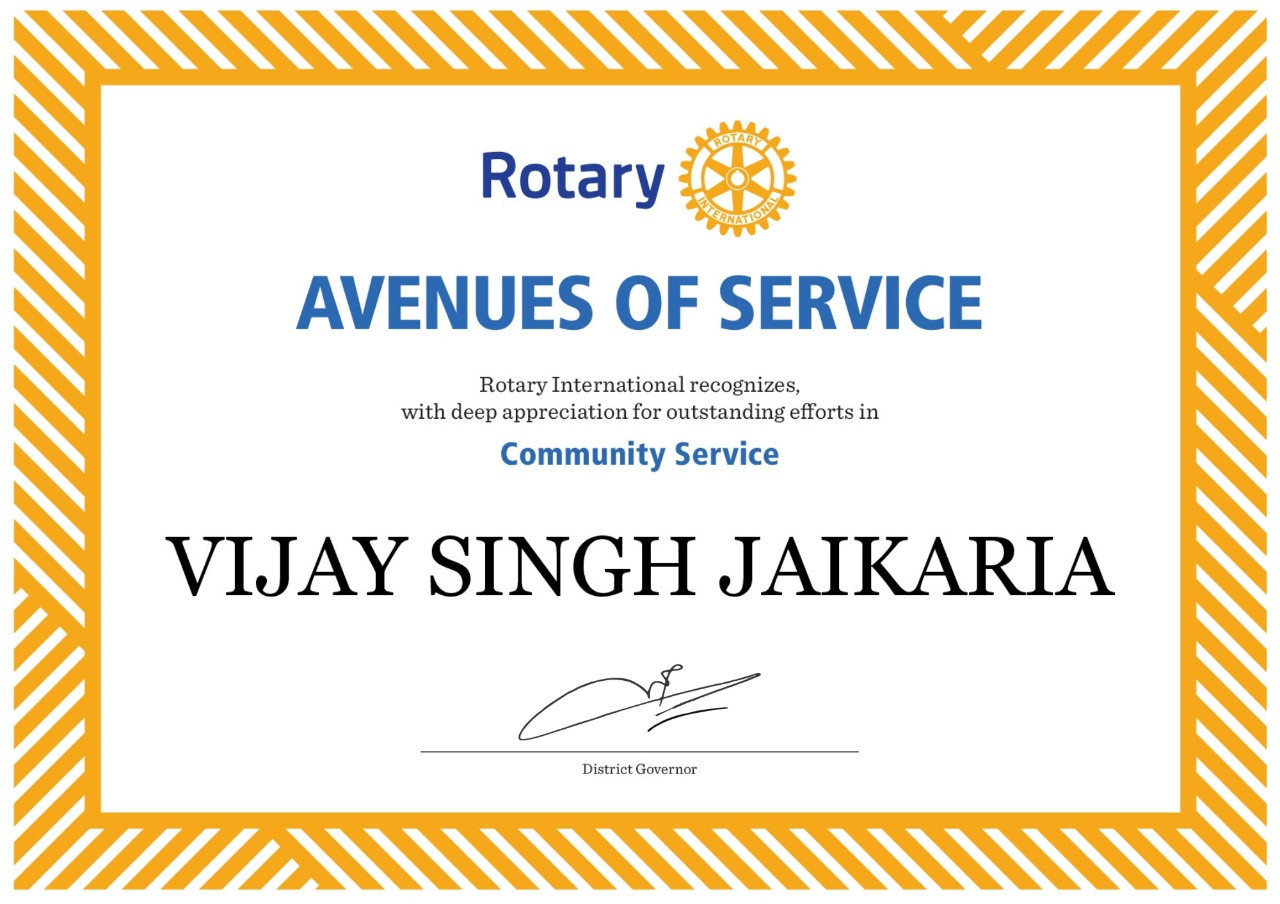 Rotary
ROTARY
INTERNATIONAL
AVENUES OF SERVICE
Rotary International recognizes,
with deep appreciation for outstanding efforts in
Community Service
VIJAY SINGH JAIKARIA
District Governor